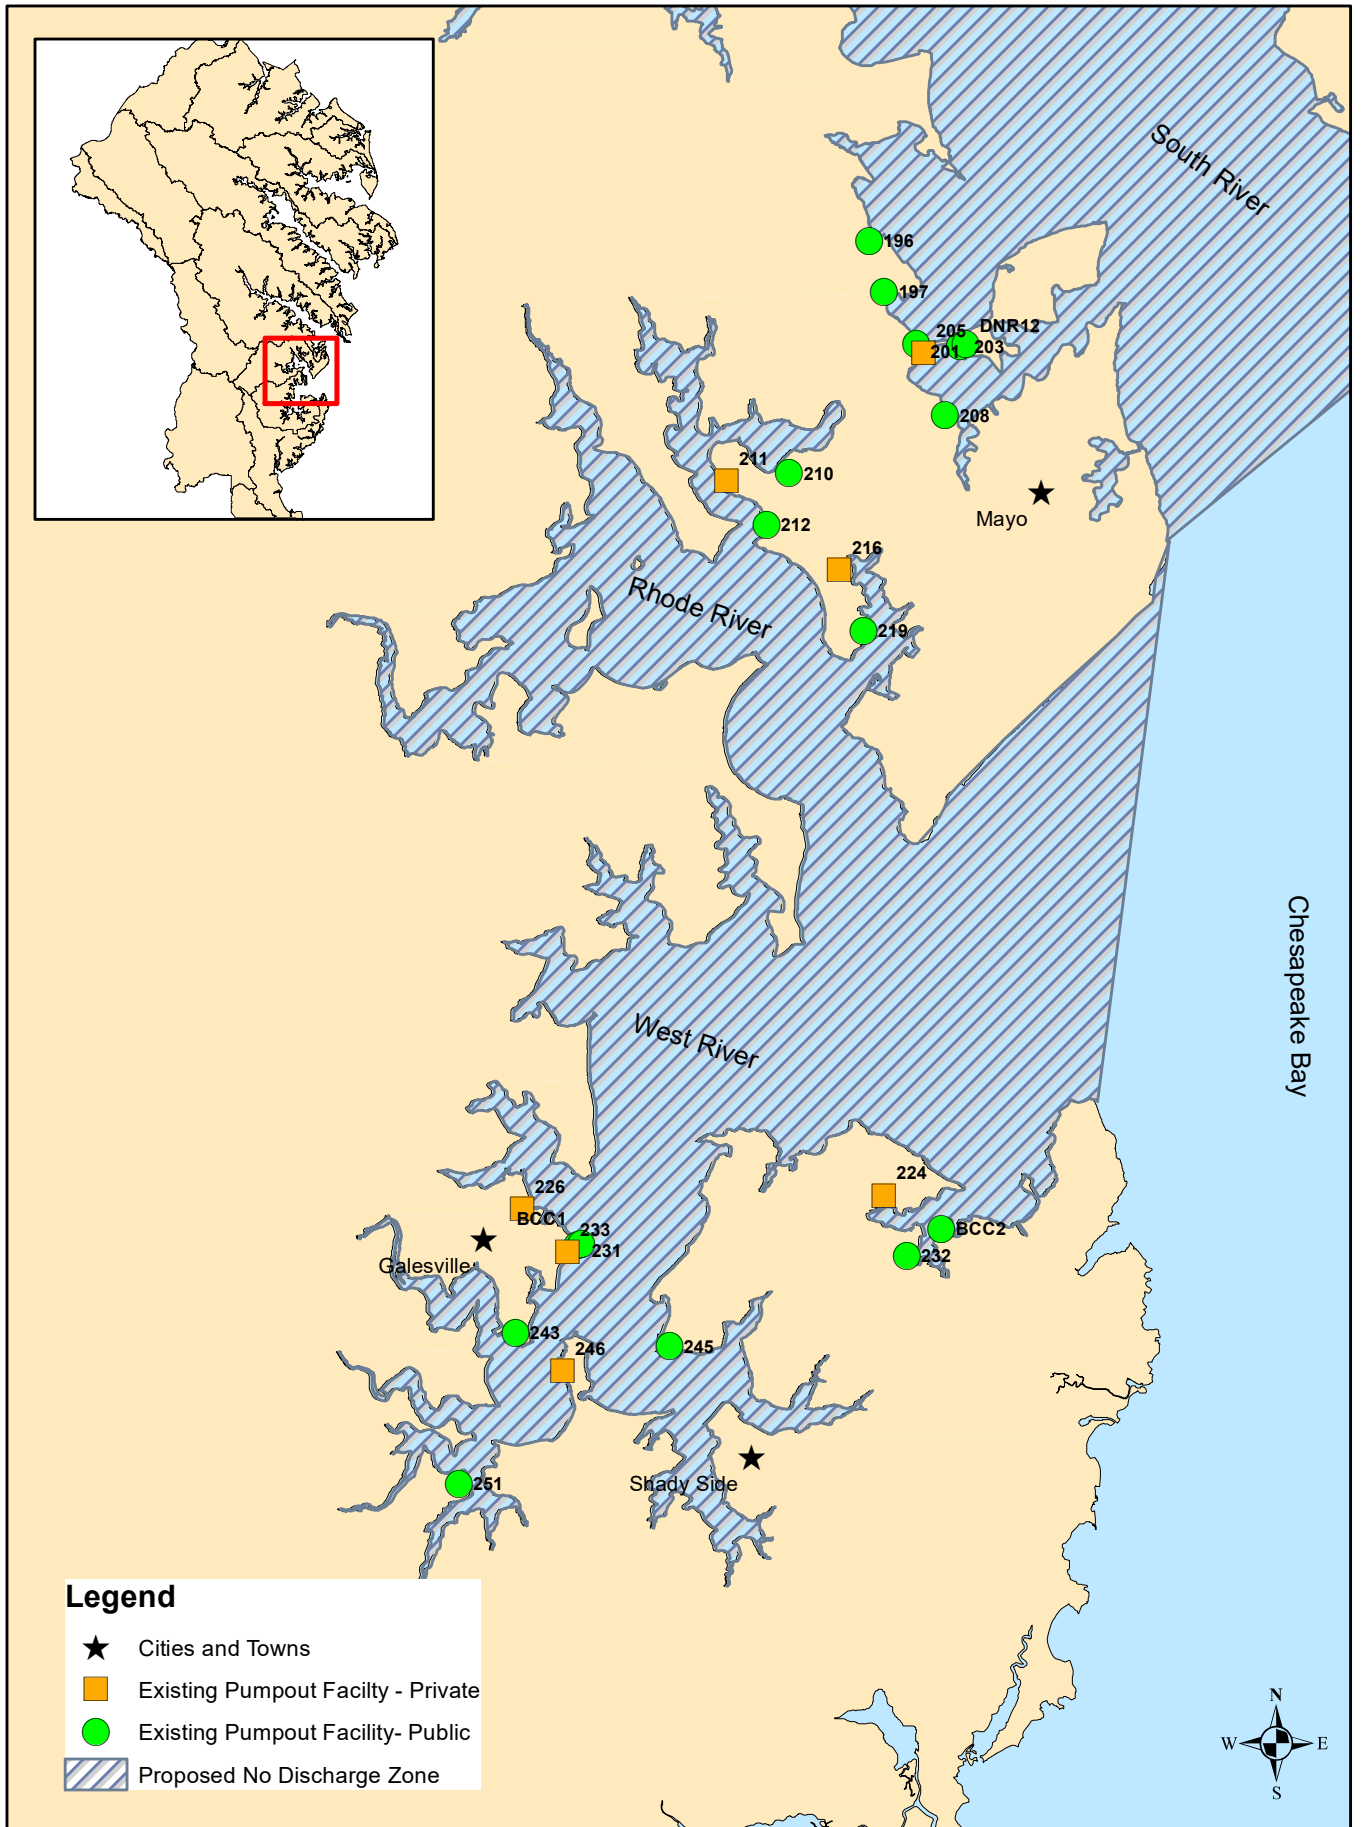 South River
196
197
DNR12
205
203
201
208
211
210
Mayo
212
216
Rhode River
219
Chesapeake Bay
West River
224
226
BCC1
BCC2
233
231
232
Galesville
243
245
246
Shady Side
251
Legend
Cities and Towns
Existing Pumpout Facilty - Private
Existing Pumpout Facility- Public
Proposed No Discharge Zone
N
W E
S